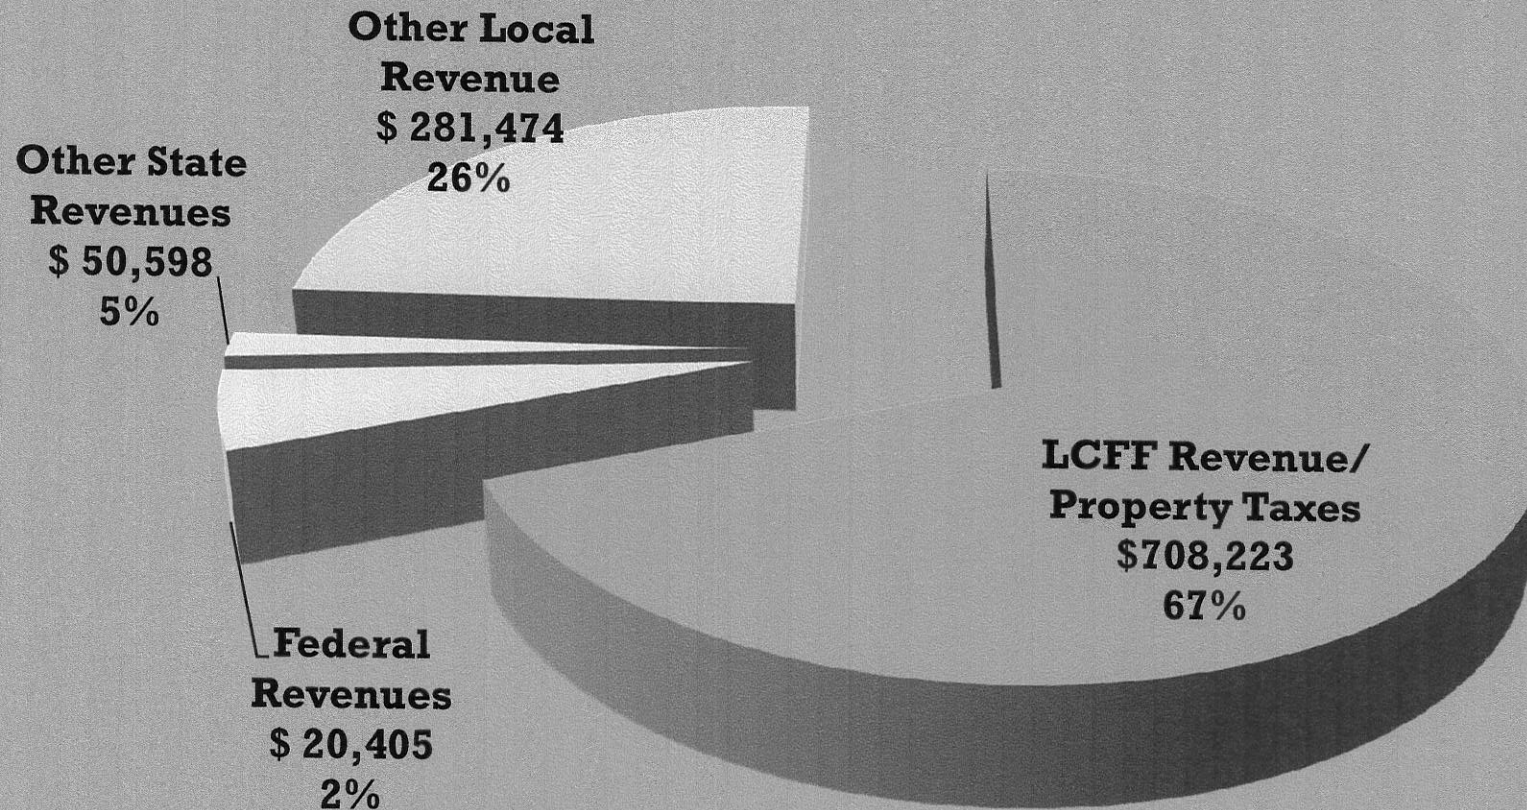 Other Local
Revenue
$ 281,474
26%
Other State
Revenues
$ 50,598
5%
LCFF Revenue/
Property Taxes
$708,223
67%
Federal
Revenues
$ 20,405
2%